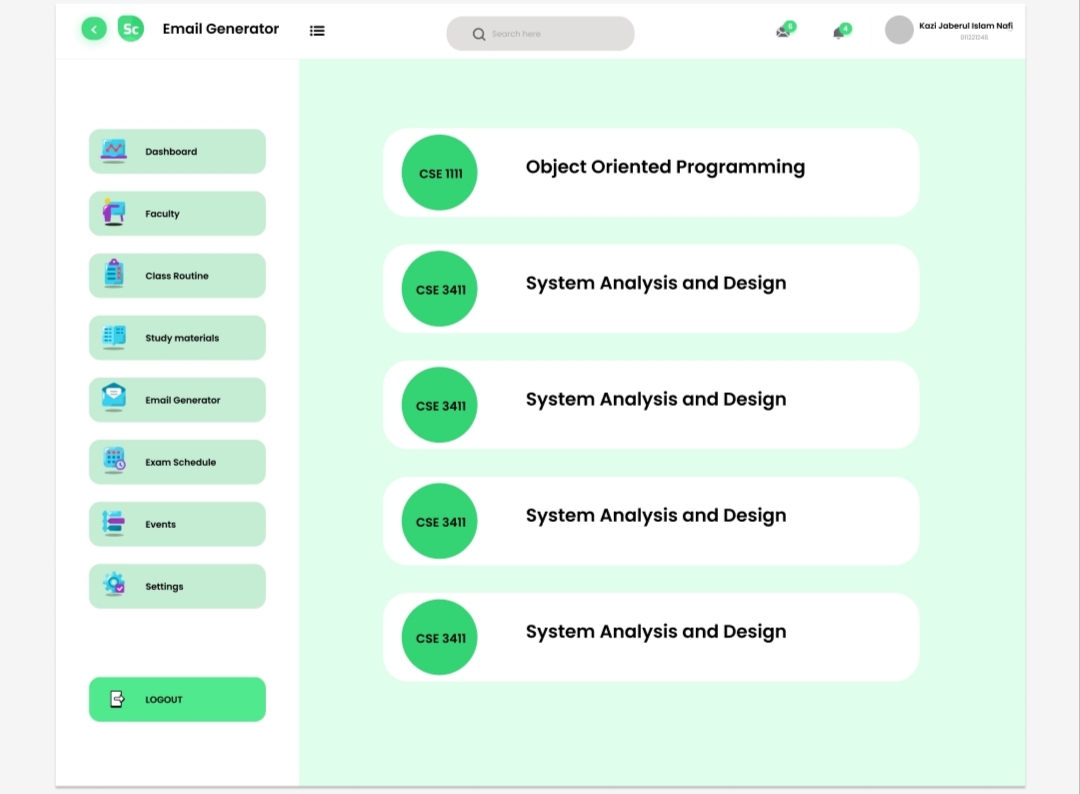 Sc
Email Generator
Search here
6
4
Kazi Jaberul Islam Nafi
Dashboard
Faculty
Class Routine
Study materials
Email Generator
Exam Schedule
Events
Settings
LOGOUT
CSE 1111
Object Oriented Programming
CSE 3411
System Analysis and Design
CSE 3411
System Analysis and Design
CSE 3411
System Analysis and Design
CSE 3411
System Analysis and Design